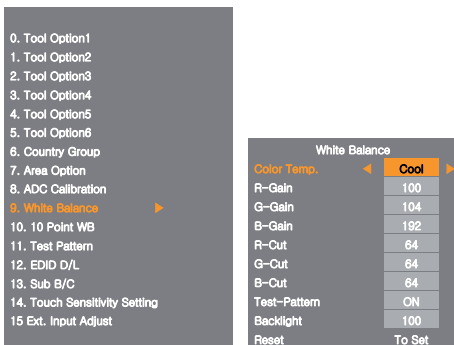 0. Tool Option1
1. Tool Option2
2. Tool Option3
3. Tool Option4
4. Tool Option5
5. Tool Option6
6. Country Group
7. Area Option
8. ADC Calibration
9. White Balance
10. 10 Point WB
11. Test Pattern
12. EDID D/L
13. Sub B/C
14. Touch Sensitivity Setting
15 Ext. Input Adjust
White Balance
Color Temp. Cool
R-Gain 100
G-Gain 104
B-Gain 192
R-Cut 64
G-Cut 64
B-Cut 64
Test-Pattern ON
Backlight 100
Reset To Set